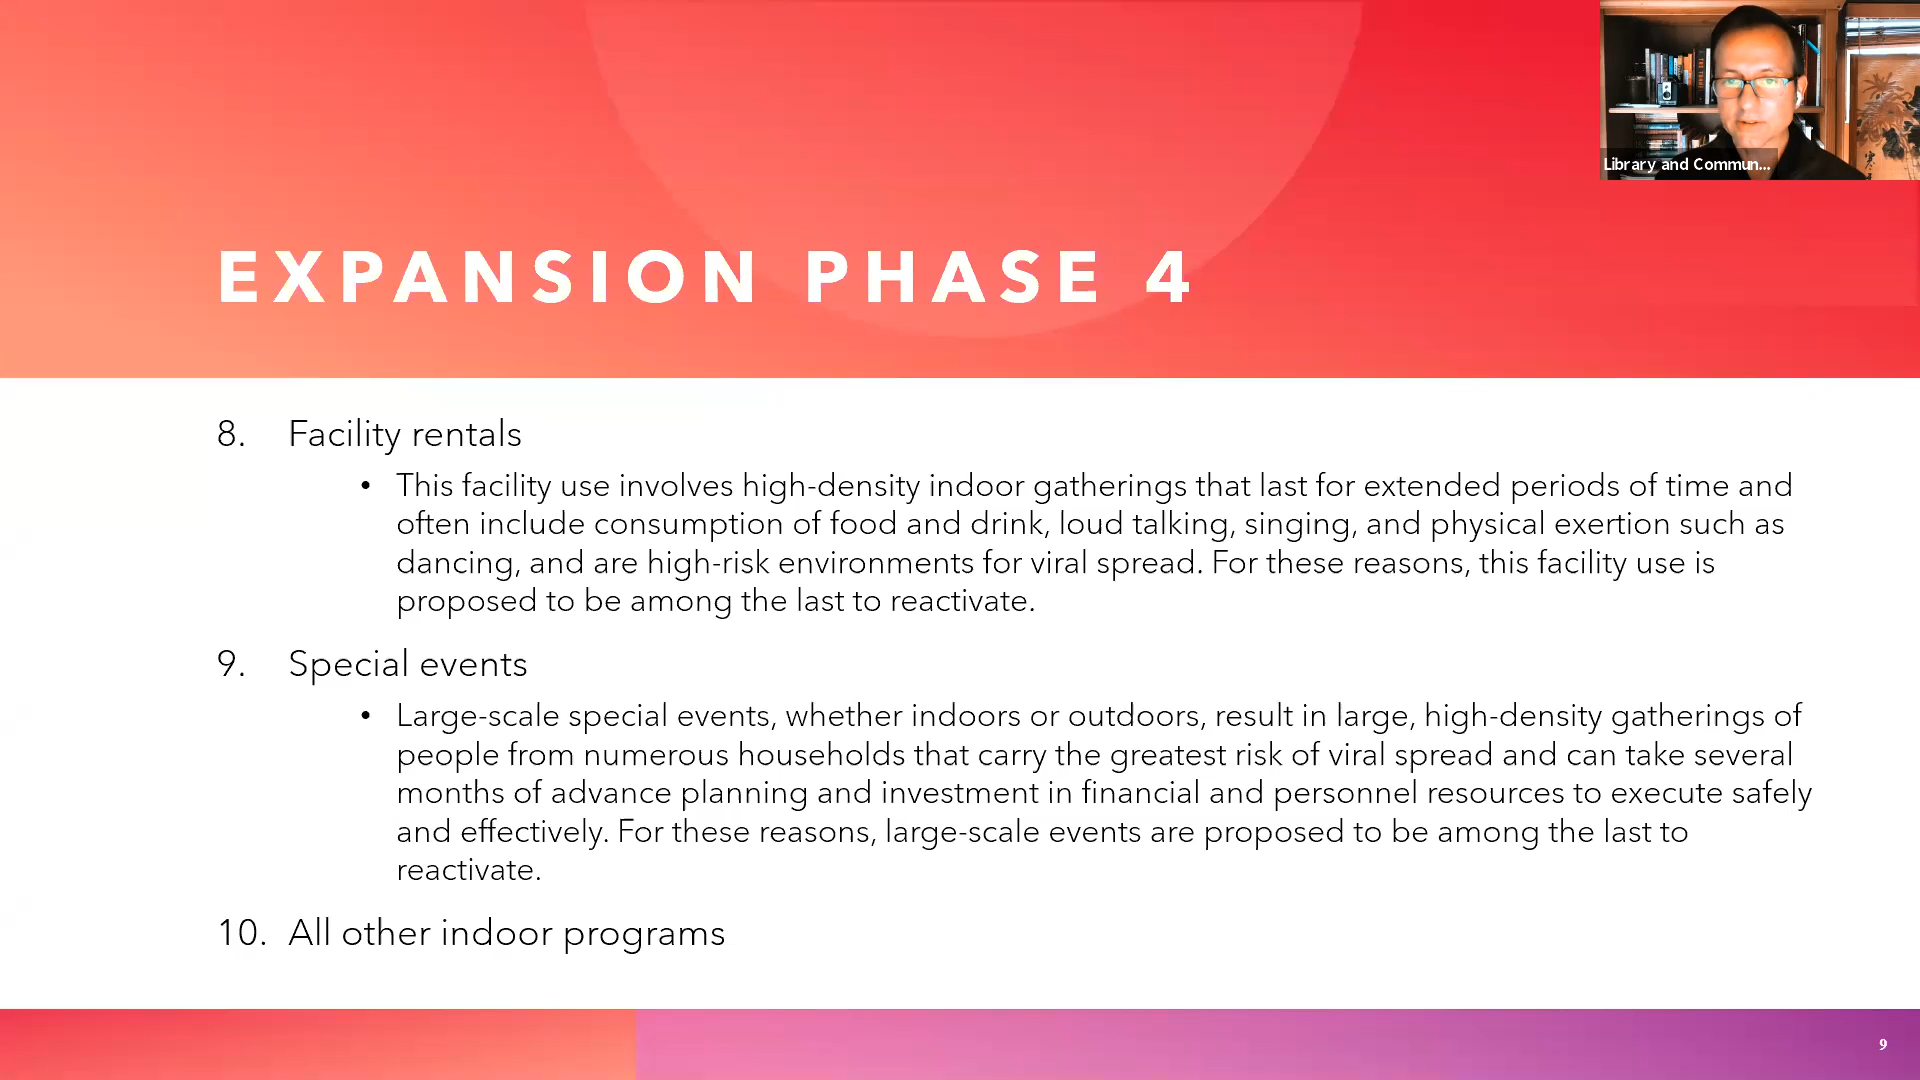 Library and Commun...
EXPANSION PHASE 4
8. Facility rentals
• This facility use involves high-density indoor gatherings that last for extended periods of time and
often include consumption of food and drink, loud talking, singing, and physical exertion such as
dancing, and are high-risk environments for viral spread. For these reasons, this facility use is
proposed to be among the last to reactivate.
9. Special events
• Large-scale special events, whether indoors or outdoors, result in large, high-density gatherings of
people from numerous households that carry the greatest risk of viral spread and can take several
months of advance planning and investment in financial and personnel resources to execute safely
and effectively. For these reasons, large-scale events are proposed to be among the last to
reactivate.
10. All other indoor programs
9